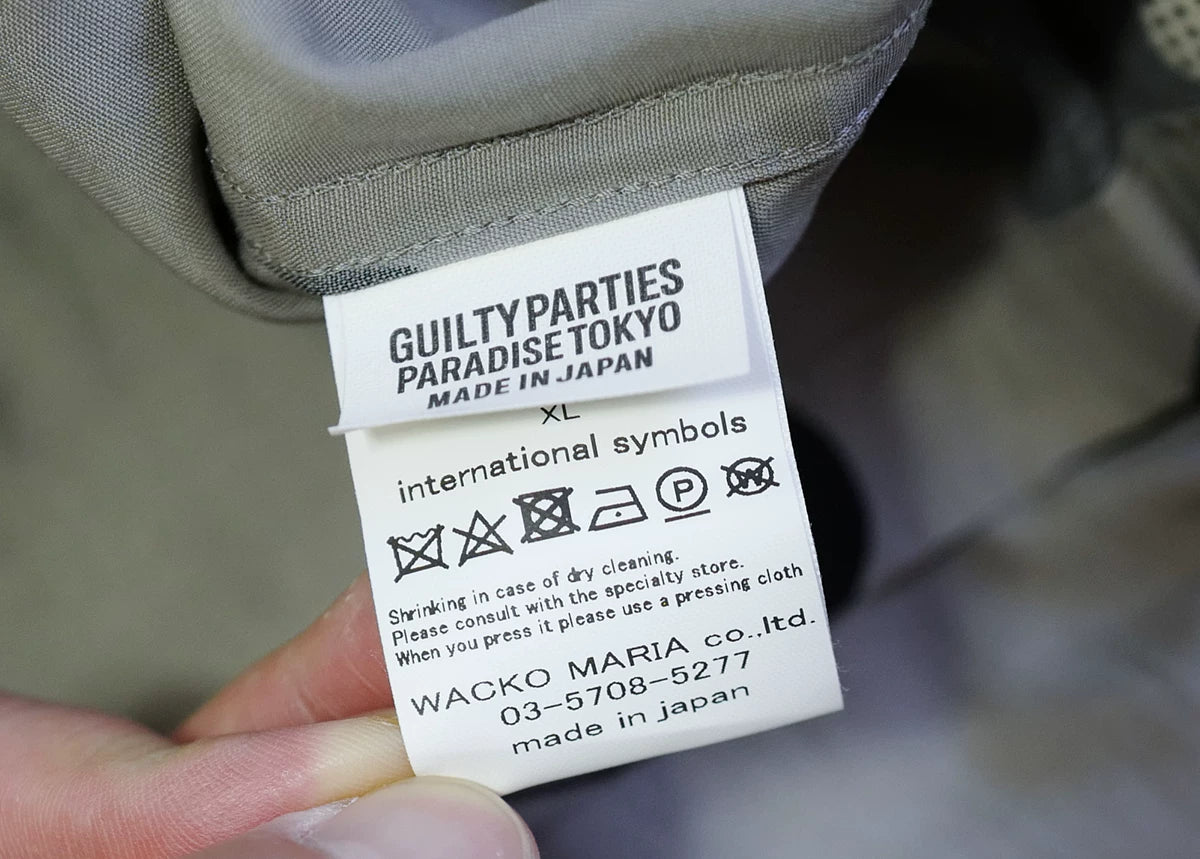 GUILTY PARTIES
PARADISE TOKYO
MADE IN JAPAN
XL
international symbols
P W
Shrinking in case of dry cleaning.
Please consult with the specialty store.
When you press it please use a pressing cloth
WACKO MARIA co.,ltd.
03-5708-5277
made in japan